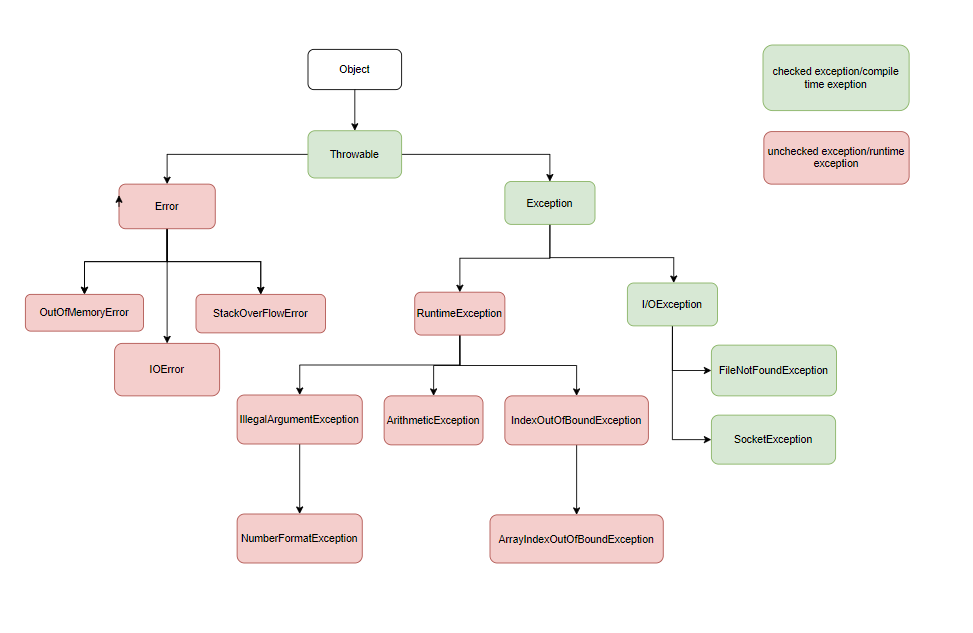 Object
checked exception/compile
time exeption
Throwable
unchecked exception/runtime
exception
Error
Exception
OutOfMemoryError
StackOverFlowError
RuntimeException
I/OException
IOError
FileNotFoundException
IllegalArgumentException
ArithmeticException
IndexOutOfBoundException
SocketException
NumberFormatException
ArrayIndexOutOfBoundException